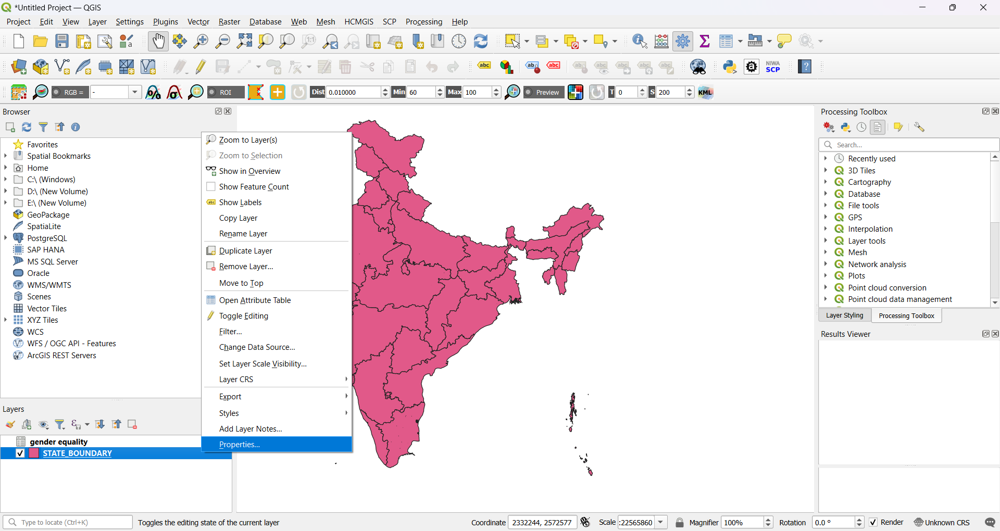 *Untitled Project — QGIS
Project Edit View Layer Settings Plugins Vector Raster Database Web Mesh HCMGIS SCP Processing Help
1:1
abc abc abc NIWA SCP
RGB = - ROI Dist 0.010000 Min 60 Max 100 Preview T 0 S 200 KML
Browser
Favorites
Spatial Bookmarks
Home
C:\ (Windows)
D:\ (New Volume)
E:\ (New Volume)
GeoPackage
SpatiaLite
PostgreSQL
SAP HANA
MS SQL Server
Oracle
WMS/WMTS
Scenes
Vector Tiles
XYZ Tiles
WCS
WFS / OGC API - Features
ArcGIS REST Servers
Layers
gender equality
STATE_BOUNDARY
Zoom to Layer(s)
Zoom to Selection
Show in Overview
Show Feature Count
abc Show Labels
Copy Layer
Rename Layer
Duplicate Layer
Remove Layer...
Move to Top
Open Attribute Table
Toggle Editing
Filter...
Change Data Source...
Set Layer Scale Visibility...
Layer CRS
Export
Styles
Add Layer Notes...
Properties...
Processing Toolbox
Search...
Recently used
3D Tiles
Cartography
Database
File tools
GPS
Interpolation
Layer tools
Mesh
Network analysis
Plots
Point cloud conversion
Point cloud data management
Layer Styling Processing Toolbox
Results Viewer
Type to locate (Ctrl+K) Toggles the editing state of the current layer Coordinate 2332244, 2572577 Scale :22565860 Magnifier 100% Rotation 0.0 ° Render Unknown CRS